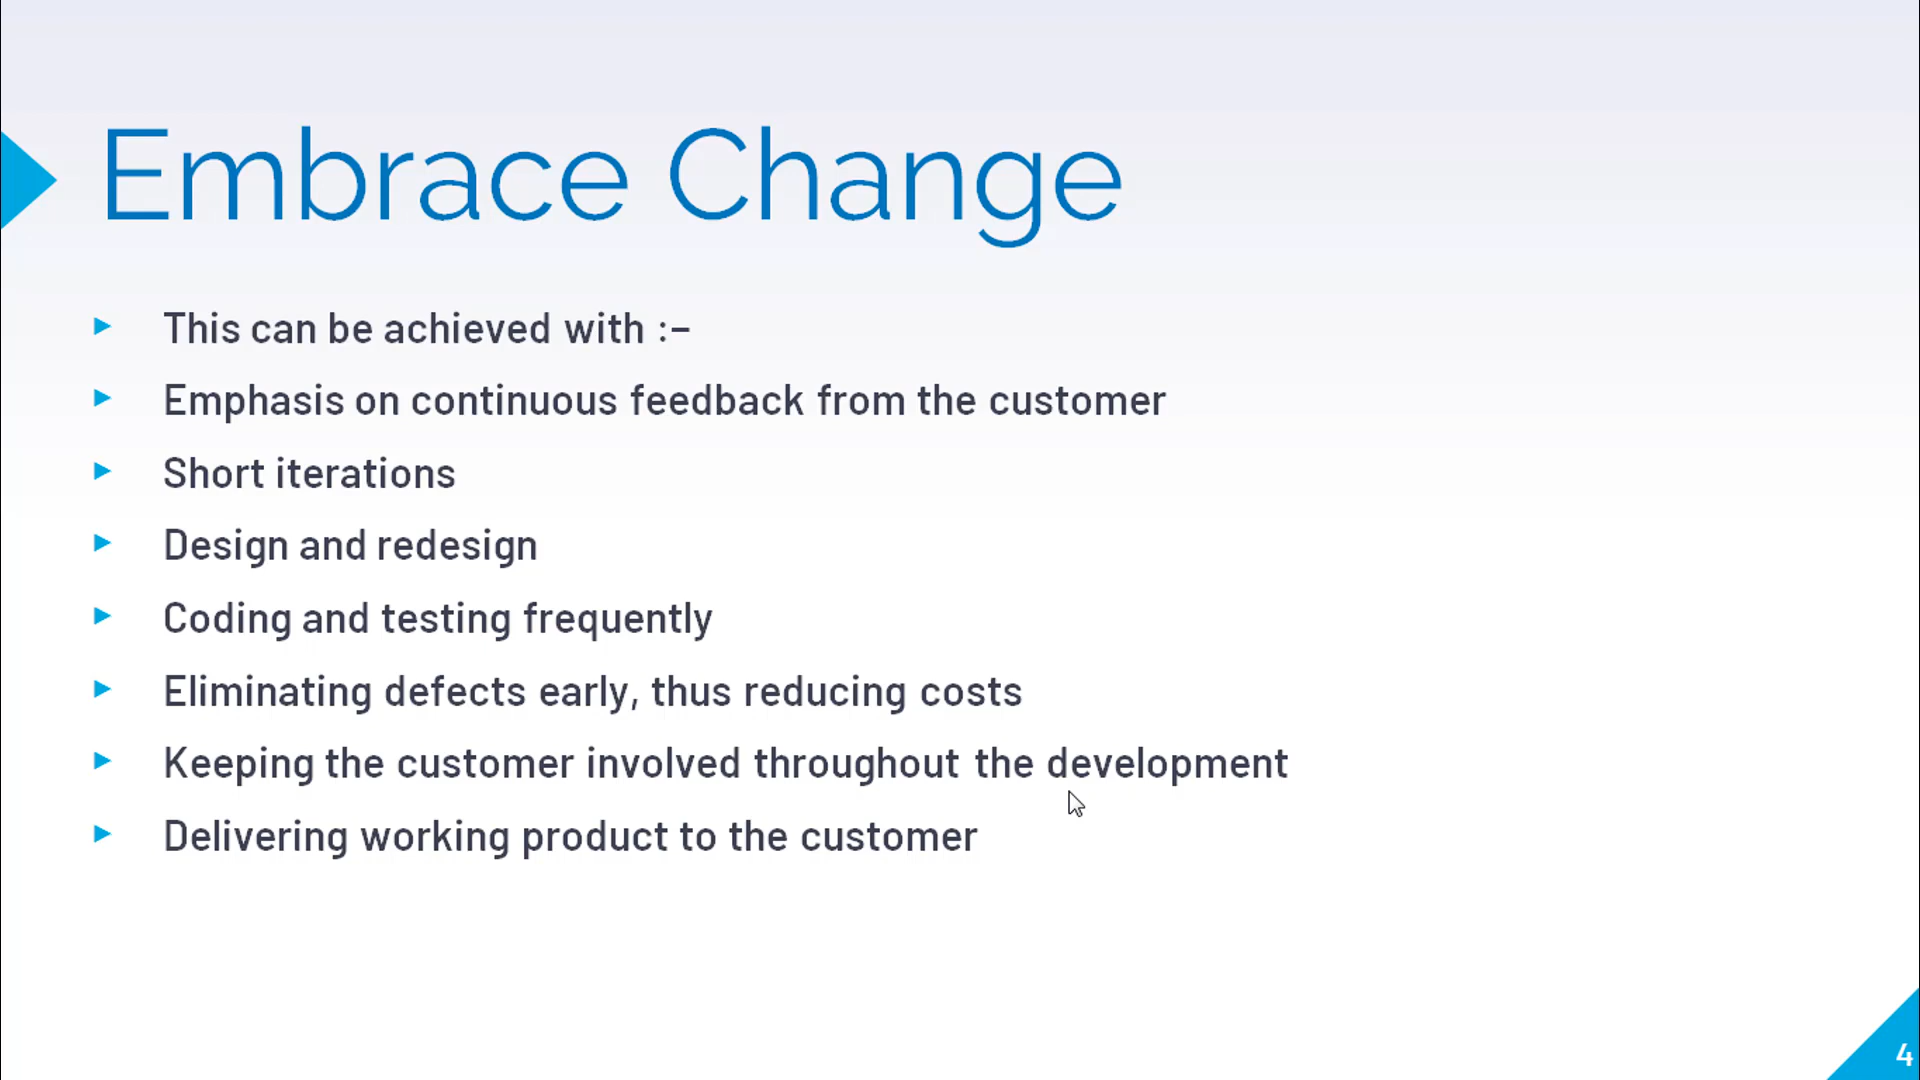 Embrace Change
This can be achieved with :–
Emphasis on continuous feedback from the customer
Short iterations
Design and redesign
Coding and testing frequently
Eliminating defects early, thus reducing costs
Keeping the customer involved throughout the development
Delivering working product to the customer
4